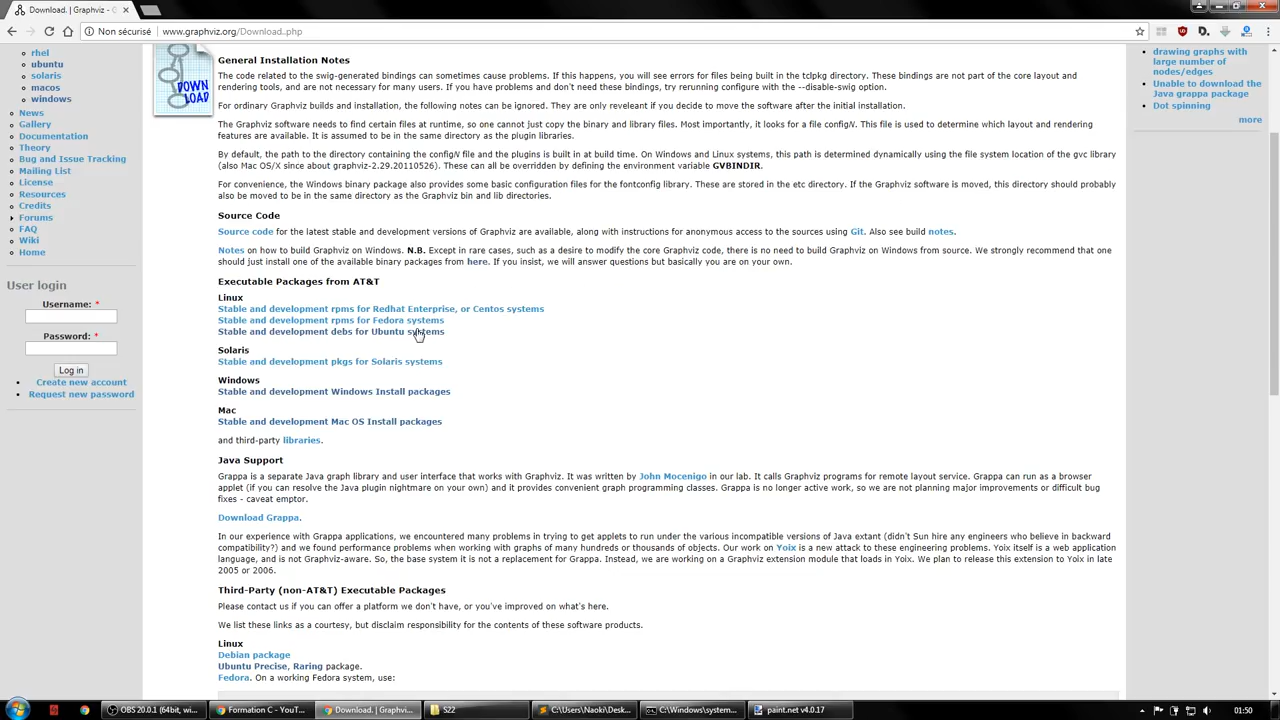 Download. | Graphviz - G
Non sécurisé | www.graphviz.org/Download..php
rhel
ubuntu
solaris
macos
windows
News
Gallery
Documentation
Theory
Bug and Issue Tracking
Mailing List
License
Resources
Credits
Forums
FAQ
Wiki
Home
User login
Username: *
Password: *
Log in
Create new account
Request new password
DOWN
LOAD
General Installation Notes
The code related to the swig-generated bindings can sometimes cause problems. If this happens, you will see errors for files being built in the tclpkg directory. These bindings are not part of the core layout and
rendering tools, and are not necessary for many users. If you have problems and don't need these bindings, try rerunning configure with the --disable-swig option.
For ordinary Graphviz builds and installation, the following notes can be ignored. They are only reveleant if you decide to move the software after the initial installation.
The Graphviz software needs to find certain files at runtime, so one cannot just copy the binary and library files. Most importantly, it looks for a file configN. This file is used to determine which layout and rendering
features are available. It is assumed to be in the same directory as the plugin libraries.
By default, the path to the directory containing the configN file and the plugins is built in at build time. On Windows and Linux systems, this path is determined dynamically using the file system location of the gvc library
(also Mac OS/X since about graphviz-2.29.20110526). These can all be overridden by defining the environment variable GVBINDIR.
For convenience, the Windows binary package also provides some basic configuration files for the fontconfig library. These are stored in the etc directory. If the Graphviz software is moved, this directory should probably
also be moved to be in the same directory as the Graphviz bin and lib directories.
Source Code
Source code for the latest stable and development versions of Graphviz are available, along with instructions for anonymous access to the sources using Git. Also see build notes.
Notes on how to build Graphviz on Windows. N.B. Except in rare cases, such as a desire to modify the core Graphviz code, there is no need to build Graphviz on Windows from source. We strongly recommend that one
should just install one of the available binary packages from here. If you insist, we will answer questions but basically you are on your own.
Executable Packages from AT&T
Linux
Stable and development rpms for Redhat Enterprise, or Centos systems
Stable and development rpms for Fedora systems
Stable and development debs for Ubuntu systems
Solaris
Stable and development pkgs for Solaris systems
Windows
Stable and development Windows Install packages
Mac
Stable and development Mac OS Install packages
and third-party libraries.
Java Support
Grappa is a separate Java graph library and user interface that works with Graphviz. It was written by John Mocenigo in our lab. It calls Graphviz programs for remote layout service. Grappa can run as a browser
applet (if you can resolve the Java plugin nightmare on your own) and it provides convenient graph programming classes. Grappa is no longer active work, so we are not planning major improvements or difficult bug
fixes - caveat emptor.
Download Grappa.
In our experience with Grappa applications, we encountered many problems in trying to get applets to run under the various incompatible versions of Java extant (didn't Sun hire any engineers who believe in backward
compatibility?) and we found performance problems when working with graphs of many hundreds or thousands of objects. Our work on Yoix is a new attack to these engineering problems. Yoix itself is a web application
language, and is not Graphviz-aware. So, the base system it is not a replacement for Grappa. Instead, we are working on a Graphviz extension module that loads in Yoix. We plan to release this extension to Yoix in late
2005 or 2006.
Third-Party (non-AT&T) Executable Packages
Please contact us if you can offer a platform we don't have, or you've improved on what's here.
We list these links as a courtesy, but disclaim responsibility for the contents of these software products.
Linux
Debian package
Ubuntu Precise, Raring package.
Fedora. On a working Fedora system, use:
drawing graphs with
large number of
nodes/edges
Unable to download the
Java grappa package
Dot spinning
more
OBS 20.0.1 (64bit, wi...
Formation C - YouT...
Download. | Graphvi...
S22
C:\Users\Naoki\Desk...
C:\Windows\system...
paint.net v4.0.17
01:50